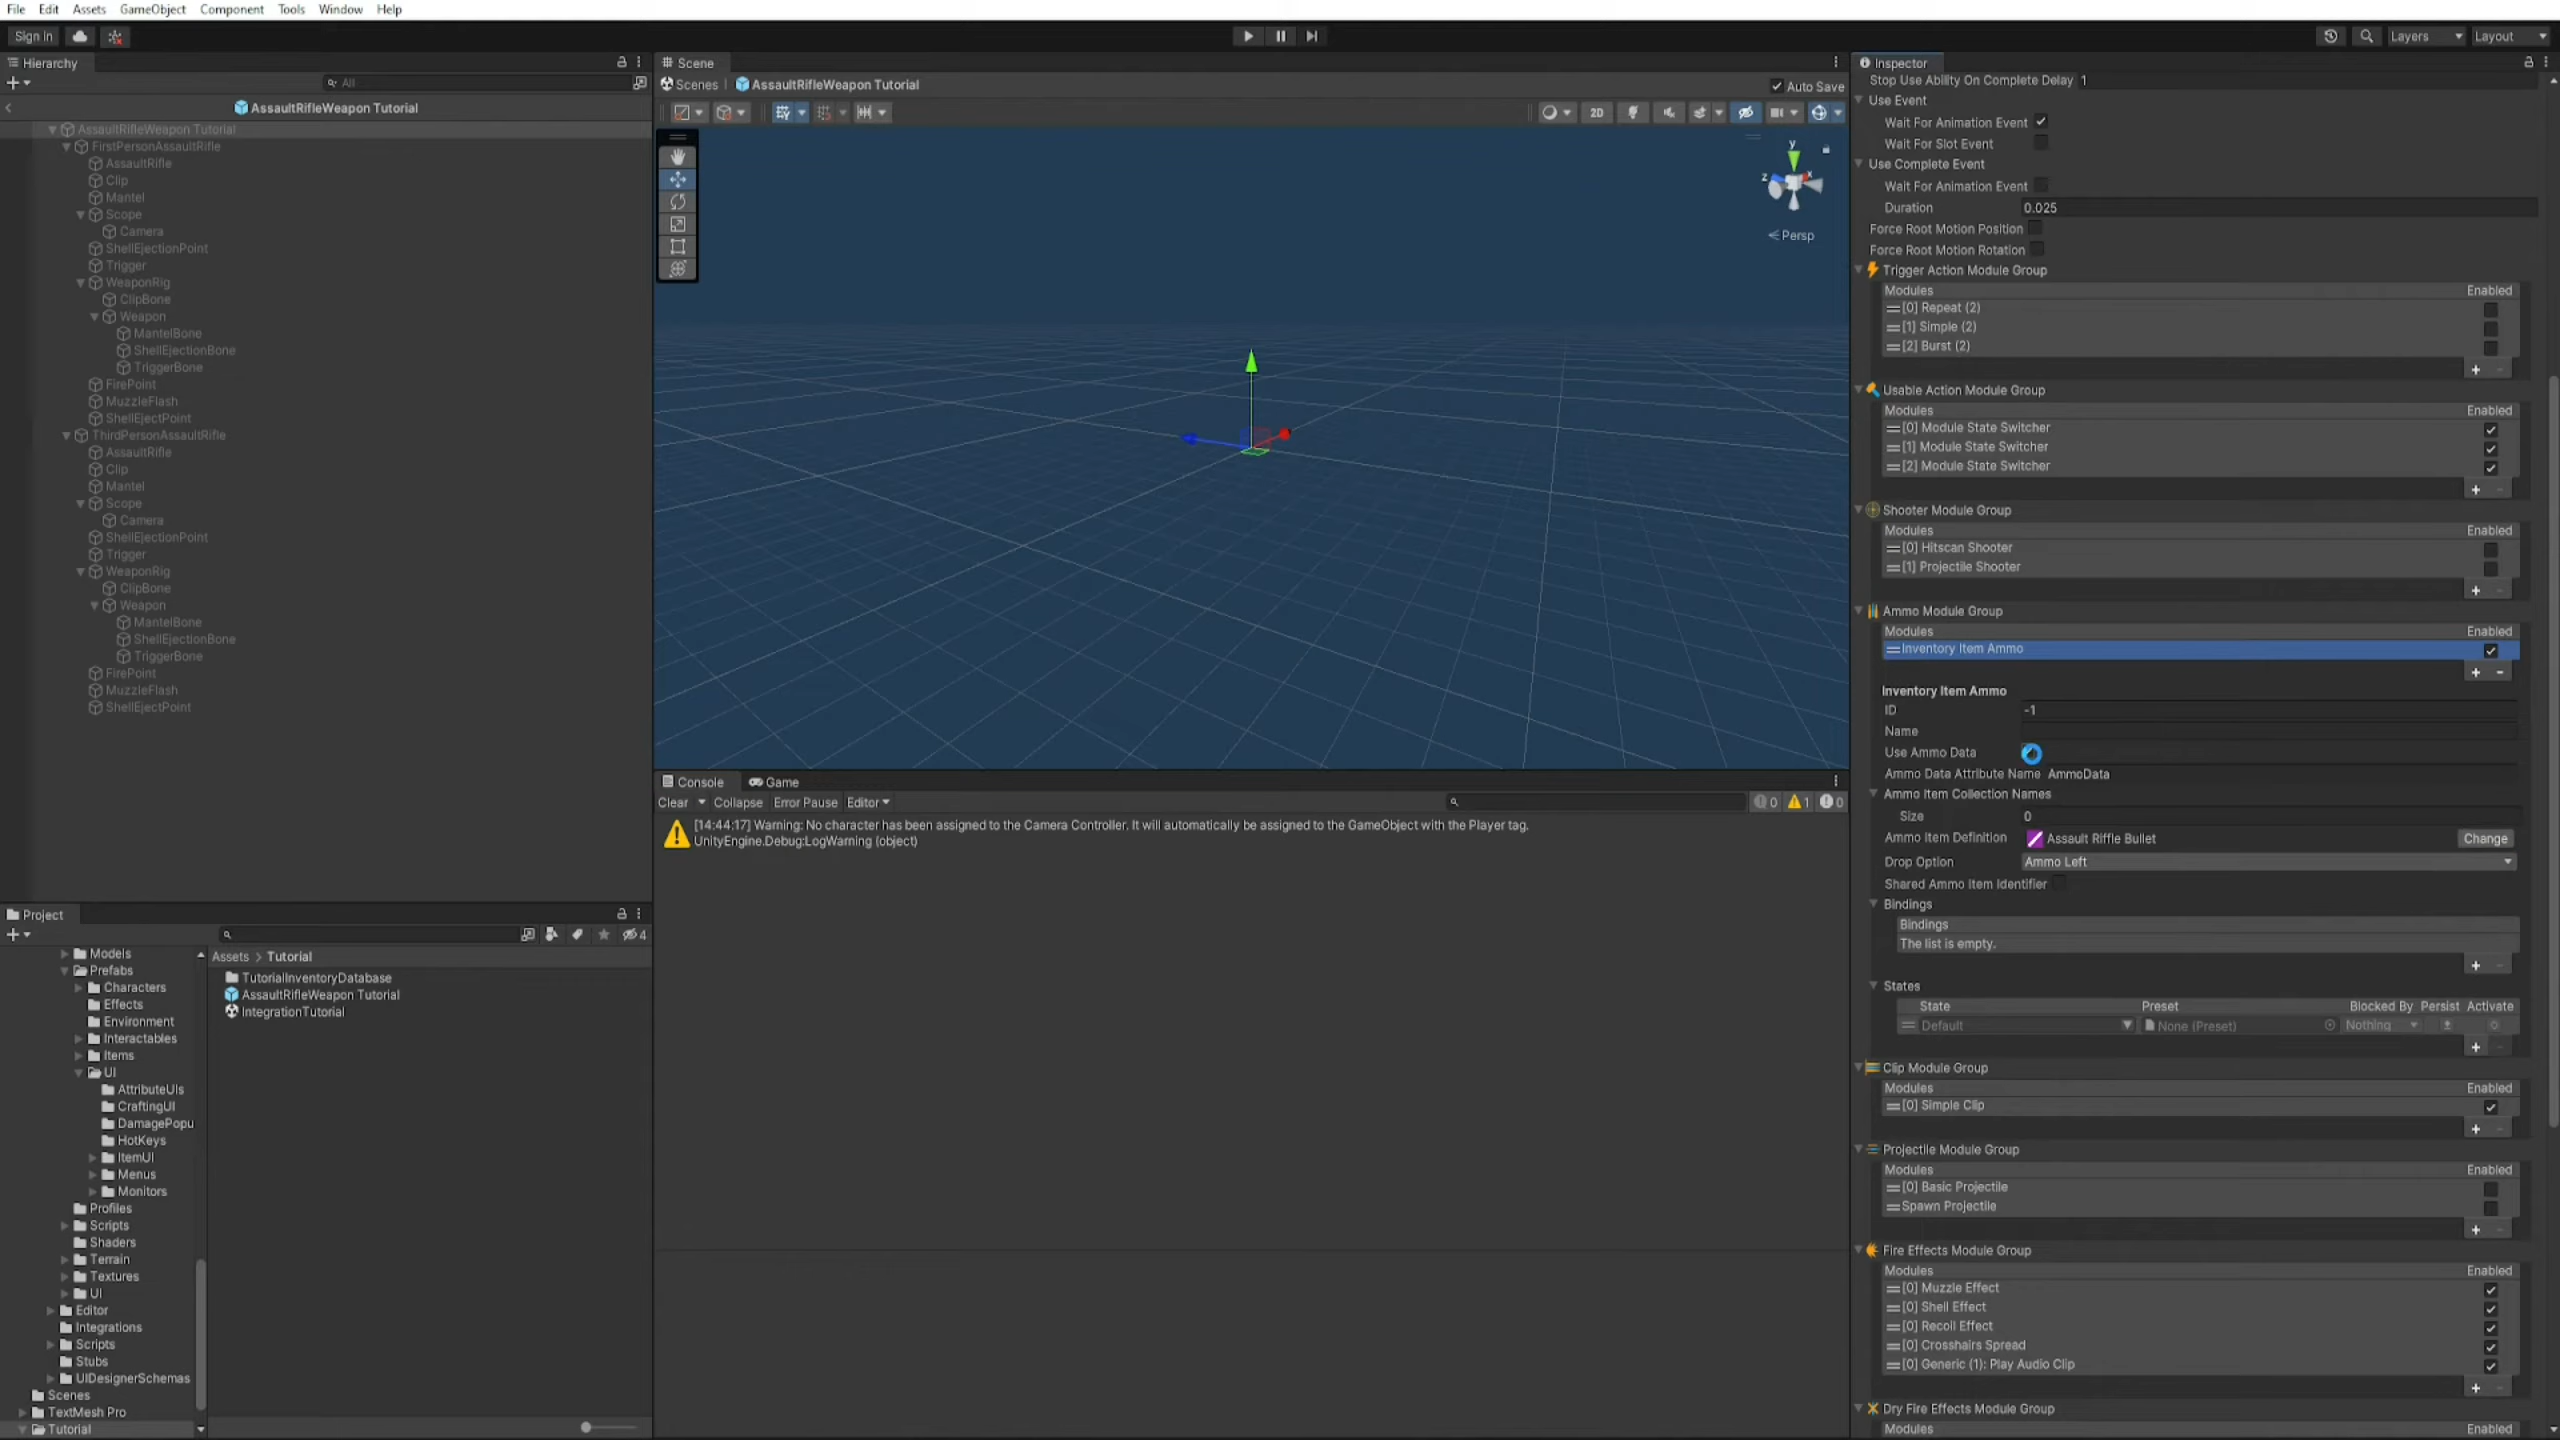 File Edit Assets GameObject Component Tools Window Help
Sign In
Layers Layout
Hierarchy
All
AssaultRifleWeapon Tutorial
AssaultRifleWeapon Tutorial
FirstPersonAssaultRifle
AssaultRifle
Clip
Mantel
Scope
Camera
ShellEjectionPoint
Trigger
WeaponRig
ClipBone
Weapon
MantelBone
ShellEjectionBone
TriggerBone
FirePoint
MuzzleFlash
ShellEjectPoint
ThirdPersonAssaultRifle
AssaultRifle
Clip
Mantel
Scope
Camera
ShellEjectionPoint
Trigger
WeaponRig
ClipBone
Weapon
MantelBone
ShellEjectionBone
TriggerBone
FirePoint
MuzzleFlash
ShellEjectPoint
Project
4
Models
Prefabs
Characters
Effects
Environment
Interactables
Items
UI
AttributeUIs
CraftingUI
DamagePopu
HotKeys
ItemUI
Menus
Monitors
Profiles
Scripts
Shaders
Terrain
Textures
UI
Editor
Integrations
Scripts
Stubs
UIDesignerSchemas
Scenes
TextMesh Pro
Tutorial
Assets > Tutorial
TutorialInventoryDatabase
AssaultRifleWeapon Tutorial
IntegrationTutorial
Scene
Scenes AssaultRifleWeapon Tutorial
Auto Save
2D
y
z x
Persp
Console Game
Clear Collapse Error Pause Editor
0 1 0
[14:44:17] Warning: No character has been assigned to the Camera Controller. It will automatically be assigned to the GameObject with the Player tag.
UnityEngine.Debug:LogWarning (object)
Inspector
Stop Use Ability On Complete Delay 1
Use Event
Wait For Animation Event
Wait For Slot Event
Use Complete Event
Wait For Animation Event
Duration 0.025
Force Root Motion Position
Force Root Motion Rotation
Trigger Action Module Group
Modules Enabled
[0] Repeat (2)
[1] Simple (2)
[2] Burst (2)
Usable Action Module Group
Modules Enabled
[0] Module State Switcher
[1] Module State Switcher
[2] Module State Switcher
Shooter Module Group
Modules Enabled
[0] Hitscan Shooter
[1] Projectile Shooter
Ammo Module Group
Modules Enabled
Inventory Item Ammo
Inventory Item Ammo
ID -1
Name
Use Ammo Data
Ammo Data Attribute Name AmmoData
Ammo Item Collection Names
Size 0
Ammo Item Definition Assault Riffle Bullet Change
Drop Option Ammo Left
Shared Ammo Item Identifier
Bindings
Bindings
The list is empty.
States
State Preset Blocked By Persist Activate
Default None (Preset) Nothing
Clip Module Group
Modules Enabled
[0] Simple Clip
Projectile Module Group
Modules Enabled
[0] Basic Projectile
Spawn Projectile
Fire Effects Module Group
Modules Enabled
[0] Muzzle Effect
[0] Shell Effect
[0] Recoil Effect
[0] Crosshairs Spread
[0] Generic (1): Play Audio Clip
Dry Fire Effects Module Group
Modules Enabled